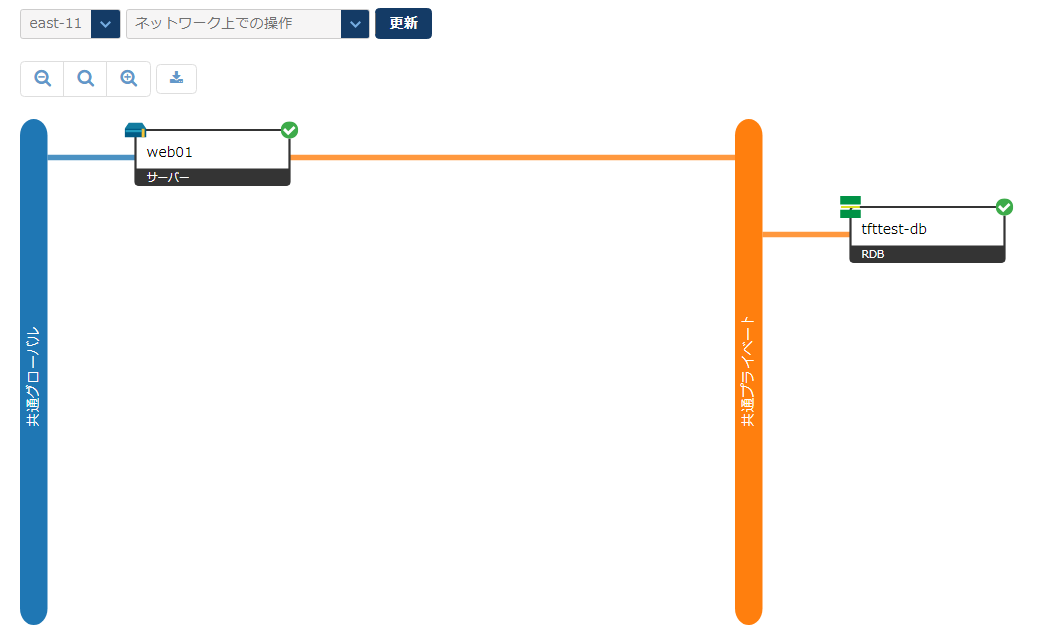 east-11
ネットワーク上での操作
更新
web01
サーバー
tfttest-db
RDB
共通グローバル
共通プライベート